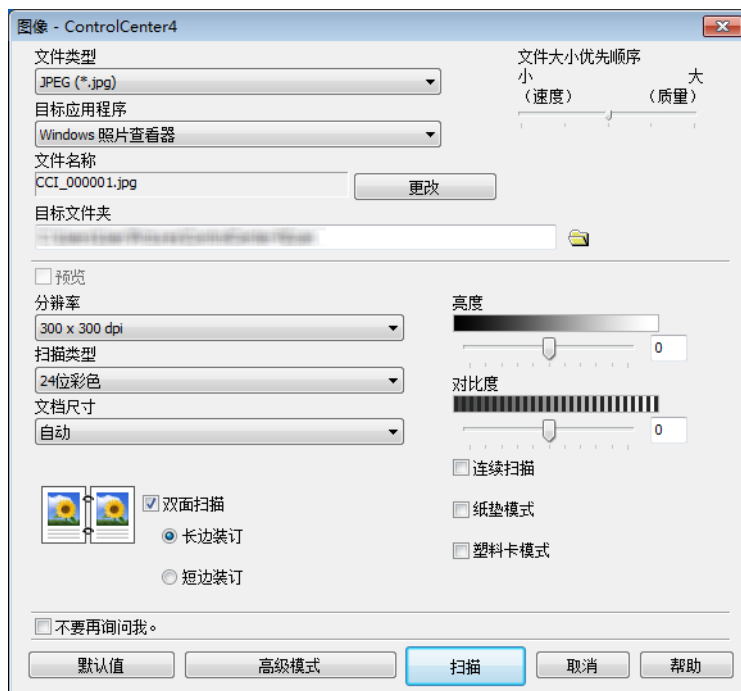 图像 - ControlCenter4
文件类型
JPEG (*.jpg)
目标应用程序
Windows 照片查看器
文件名称
CCI_000001.jpg
更改
目标文件夹
文件大小优先顺序
小 大
（速度） （质量）
预览
分辨率
300 x 300 dpi
扫描类型
24位彩色
文档尺寸
自动
亮度
0
对比度
0
双面扫描
长边装订
短边装订
连续扫描
纸垫模式
塑料卡模式
不要再询问我。
默认值 高级模式 扫描 取消 帮助